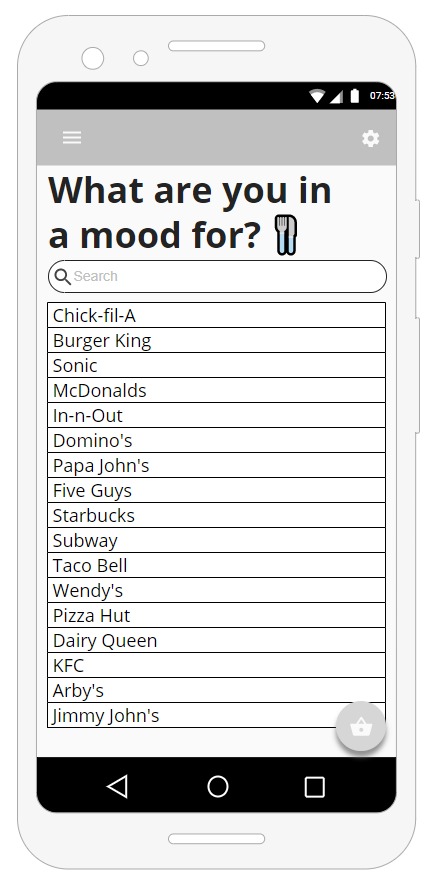 07:53
What are you in
a mood for?
Search
Chick-fil-A
Burger King
Sonic
McDonalds
In-n-Out
Domino's
Papa John's
Five Guys
Starbucks
Subway
Taco Bell
Wendy's
Pizza Hut
Dairy Queen
KFC
Arby's
Jimmy John's